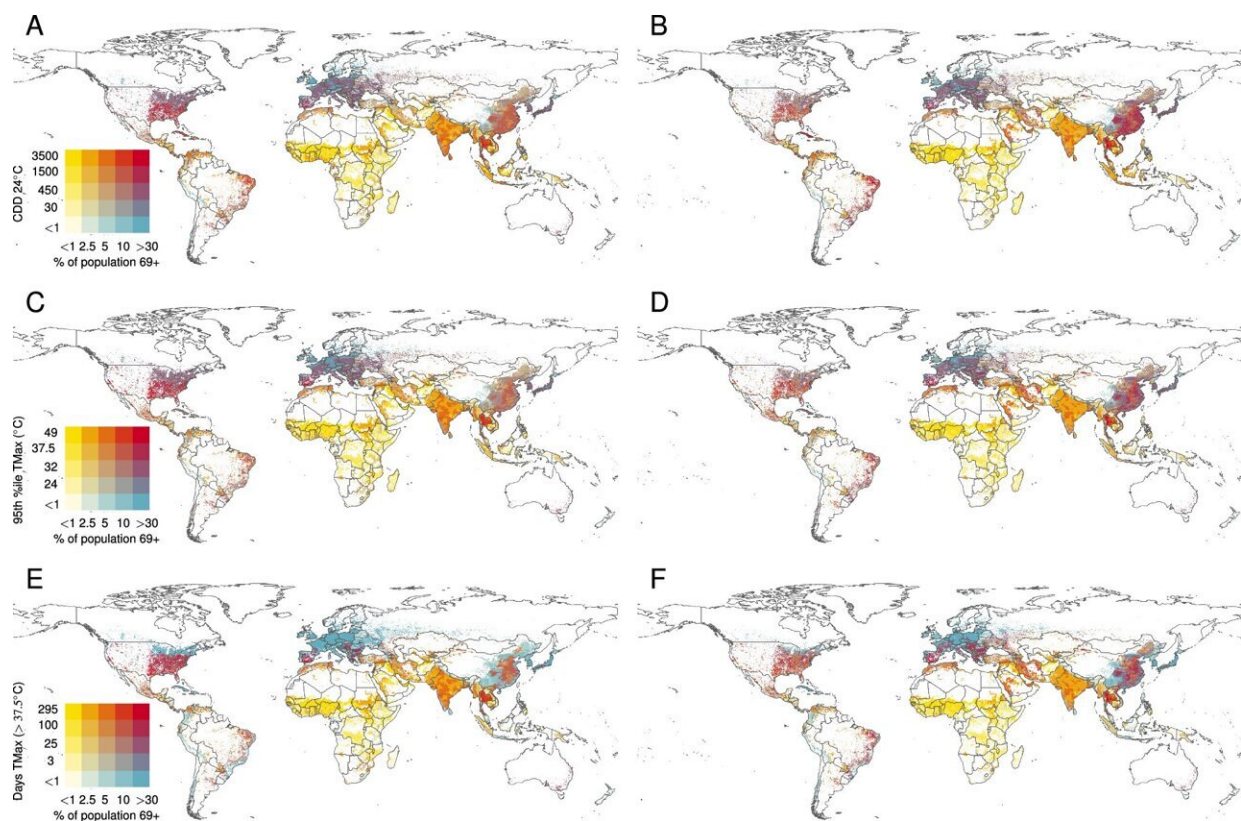 A
B
CDD 24°C
3500
1500
450
30
<1
<1 2.5 5 10 >30
% of population 69+
C
D
95th %ile TMax (°C)
49
37.5
32
24
<1
<1 2.5 5 10 >30
% of population 69+
E
F
Days TMax (> 37.5°C)
295
100
25
3
<1
<1 2.5 5 10 >30
% of population 69+